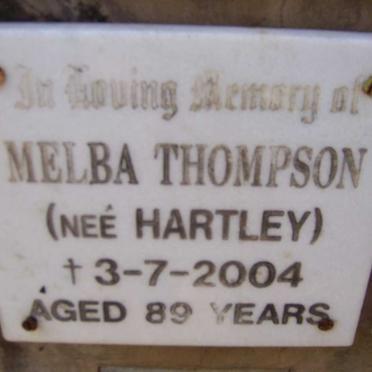 In Loving Memory of
MELBA THOMPSON
(NEÉ HARTLEY)
† 3-7-2004
AGED 89 YEARS